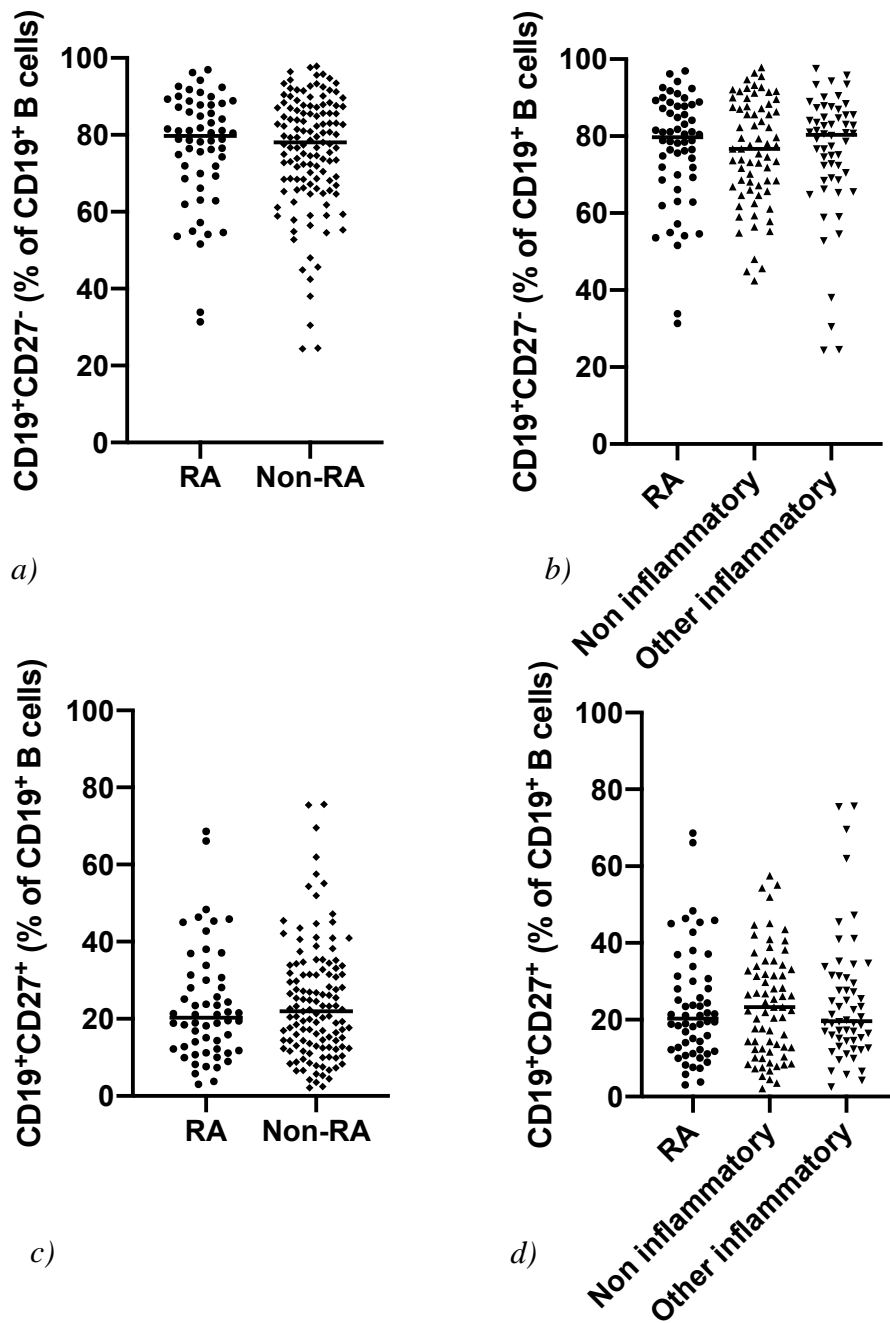 CD19⁺CD27⁻ (% of CD19⁺ B cells)
100
80
60
40
20
0
RA Non-RA
a)
CD19⁺CD27⁻ (% of CD19⁺ B cells)
100
80
60
40
20
0
RA
Non inflammatory
Other inflammatory
b)
CD19⁺CD27⁺ (% of CD19⁺ B cells)
100
80
60
40
20
0
RA Non-RA
c)
CD19⁺CD27⁺ (% of CD19⁺ B cells)
100
80
60
40
20
0
RA
Non inflammatory
Other inflammatory
d)